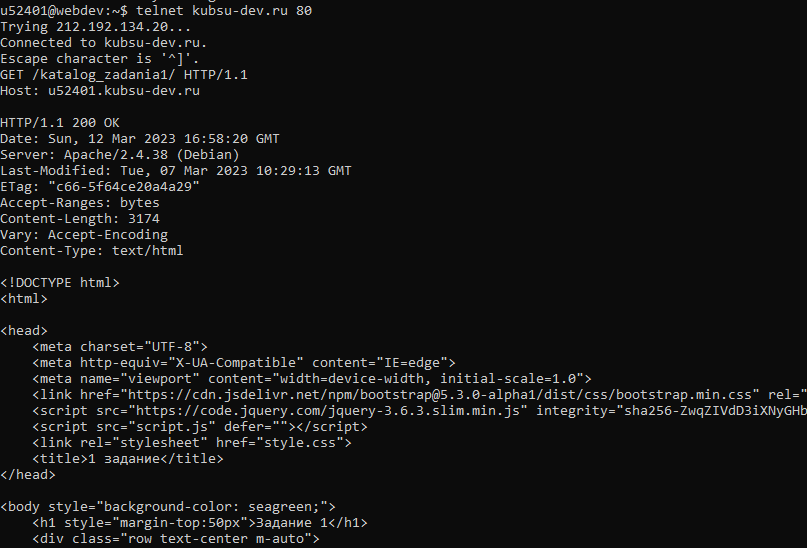 u52401@webdev:~$ telnet kubsu-dev.ru 80
Trying 212.192.134.20...
Connected to kubsu-dev.ru.
Escape character is '^]'.
GET /katalog_zadania1/ HTTP/1.1
Host: u52401.kubsu-dev.ru

HTTP/1.1 200 OK
Date: Sun, 12 Mar 2023 16:58:20 GMT
Server: Apache/2.4.38 (Debian)
Last-Modified: Tue, 07 Mar 2023 10:29:13 GMT
ETag: "c66-5f64ce20a4a29"
Accept-Ranges: bytes
Content-Length: 3174
Vary: Accept-Encoding
Content-Type: text/html

<!DOCTYPE html>
<html>

<head>
    <meta charset="UTF-8">
    <meta http-equiv="X-UA-Compatible" content="IE=edge">
    <meta name="viewport" content="width=device-width, initial-scale=1.0">
    <link href="https://cdn.jsdelivr.net/npm/bootstrap@5.3.0-alpha1/dist/css/bootstrap.min.css" rel="
    <script src="https://code.jquery.com/jquery-3.6.3.slim.min.js" integrity="sha256-ZwqZIVdD3iXNyGHb
    <script src="script.js" defer=""></script>
    <link rel="stylesheet" href="style.css">
    <title>1 задание</title>
</head>

<body style="background-color: seagreen;">
    <h1 style="margin-top:50px">Задание 1</h1>
    <div class="row text-center m-auto">